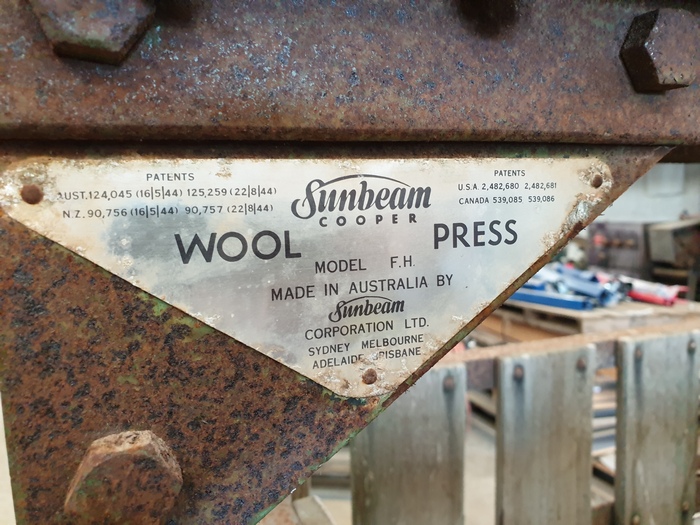 PATENTS
AUST.124,045 (16|5|44) 125,259 (22|8|44)
N.Z. 90,756 (16|5|44) 90,757 (22|8|44)
Sunbeam
COOPER
PATENTS
U.S.A. 2,482,680 2,482,681
CANADA 539,085 539,086
WOOL PRESS
MODEL F.H.
MADE IN AUSTRALIA BY
Sunbeam
CORPORATION LTD.
SYDNEY MELBOURNE
ADELAIDE BRISBANE